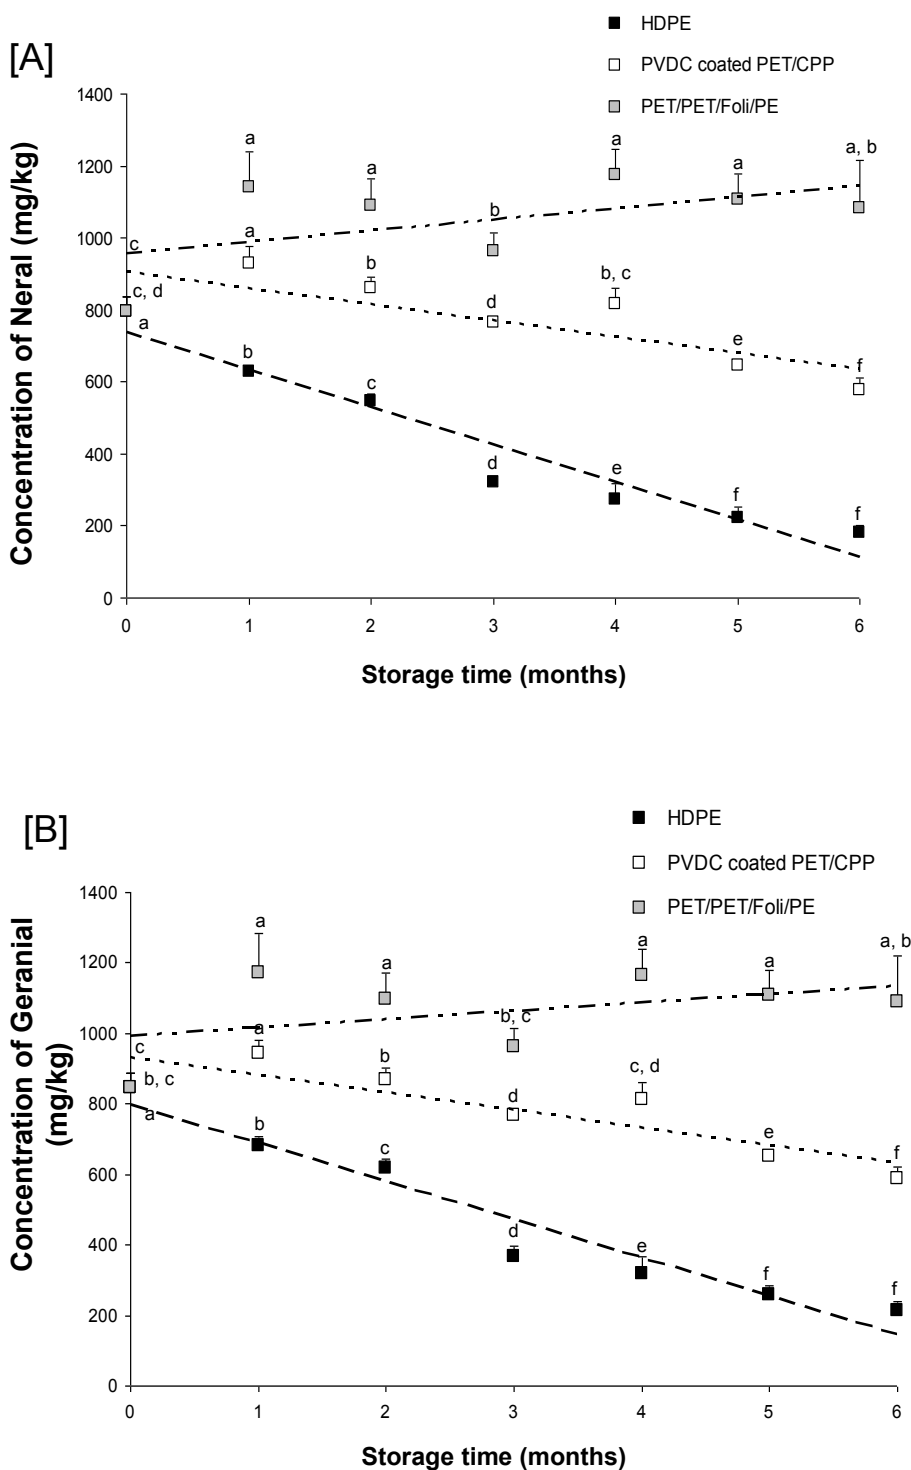 HDPE
[A]
PVDC coated PET/CPP
1400
PET/PET/Foli/PE
a
a
a, b
1200
a
a
b
a
1000
c
b
b, c
c, d
d
800
a
e
b
f
600
c
400
d
e
f
f
200
0
0 1 2 3 4 5 6
Concentration of Neral (mg/kg)
Storage time (months)
HDPE
[B]
PVDC coated PET/CPP
1400
PET/PET/Foli/PE
a
a
a, b
a
a
1200
b, c
a
1000
c
b
c, d
b, c
d
800
a
b
e
f
c
600
d
400
e
f
f
200
0
0 1 2 3 4 5 6
Concentration of Geranial
(mg/kg)
Storage time (months)